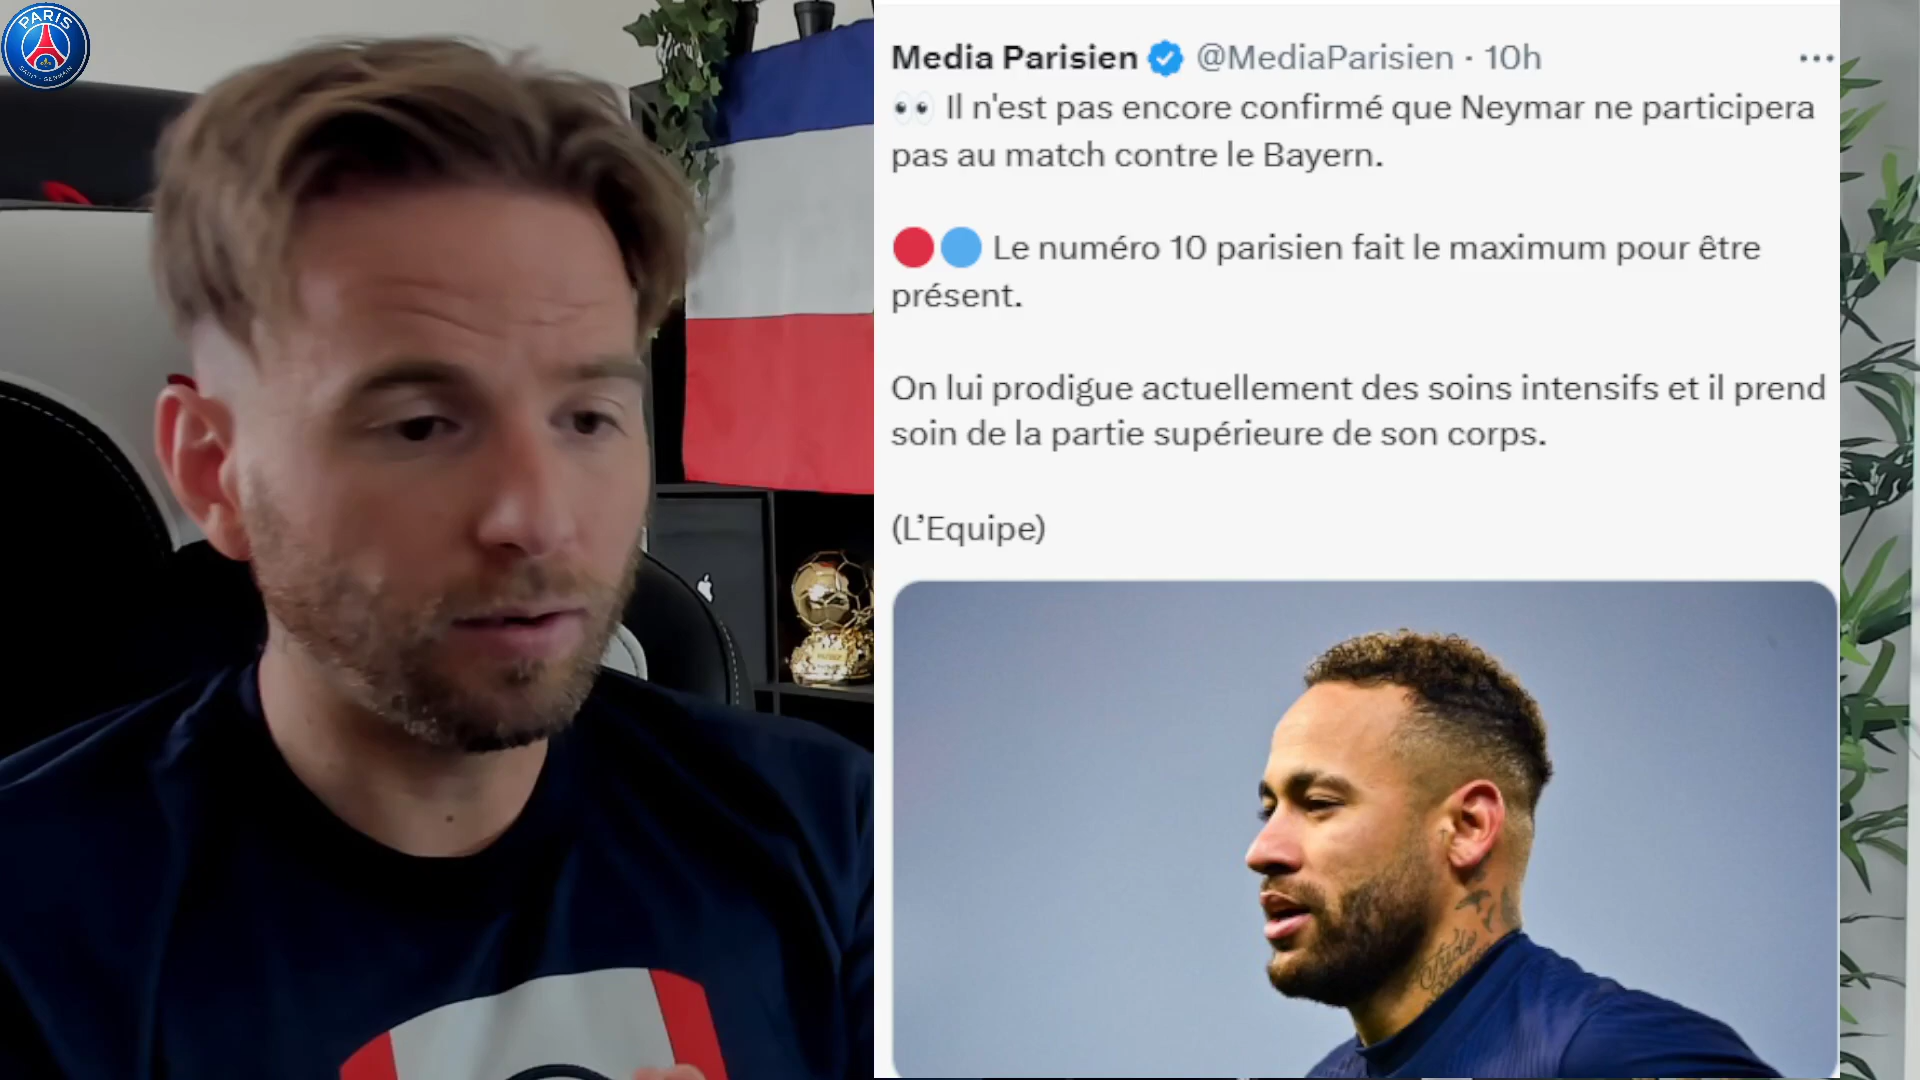 PARIS
SAINT-GERMAIN
Media Parisien @MediaParisien · 10h
👀 Il n'est pas encore confirmé que Neymar ne participera
pas au match contre le Bayern.
🔴🔵 Le numéro 10 parisien fait le maximum pour être
présent.
On lui prodigue actuellement des soins intensifs et il prend
soin de la partie supérieure de son corps.
(L’Equipe)